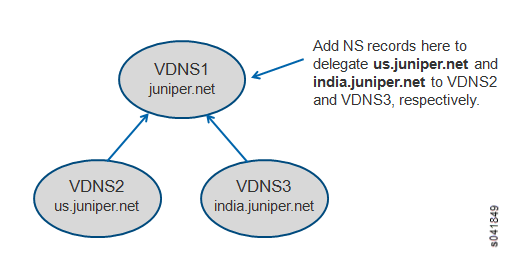 VDNS1
juniper.net
Add NS records here to
delegate us.juniper.net and
india.juniper.net to VDNS2
and VDNS3, respectively.
VDNS2
us.juniper.net
VDNS3
india.juniper.net
s041849